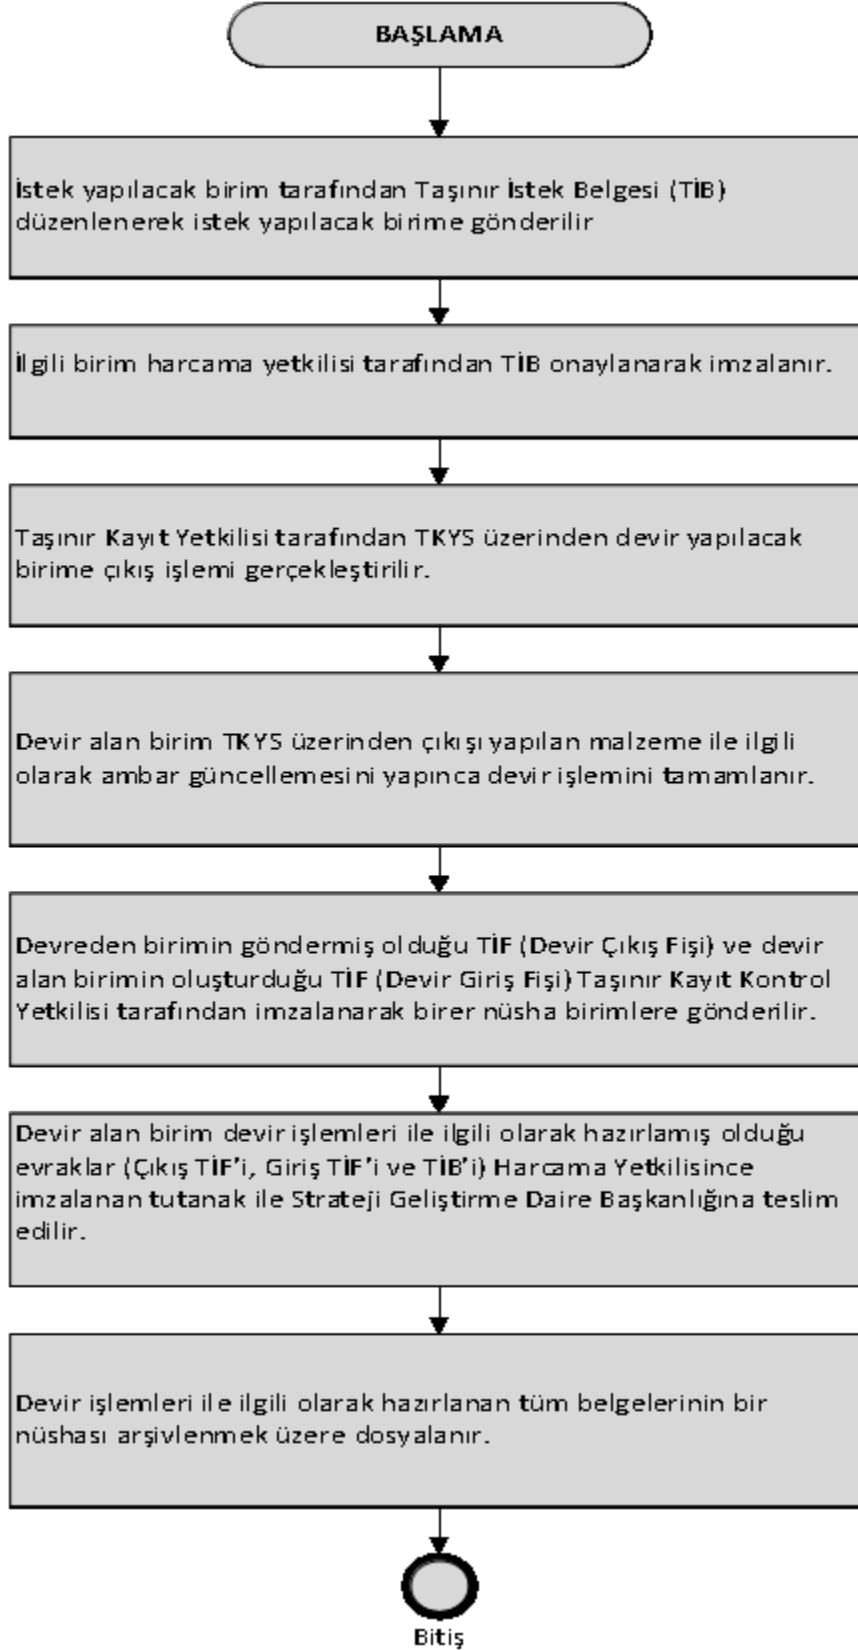 BAŞLAMA
İstek yapılacak birim tarafından Taşınır İstek Belgesi (TİB)
düzenlenerek istek yapılacak birime gönderilir
İlgili birim harcama yetkilisi tarafından TİB onaylanarak imzalanır.
Taşınır Kayıt Yetkilisi tarafından TKYS üzerinden devir yapılacak
birime çıkış işlemi gerçekleştirilir.
Devir alan birim TKYS üzerinden çıkışı yapılan malzeme ile ilgili
olarak ambar güncellemesini yapınca devir işlemini tamamlanır.
Devreden birimin göndermiş olduğu TİF (Devir Çıkış Fişi) ve devir
alan birimin oluşturduğu TİF (Devir Giriş Fişi) Taşınır Kayıt Kontrol
Yetkilisi tarafından imzalanarak birer nüsha birimlere gönderilir.
Devir alan birim devir işlemleri ile ilgili olarak hazırlamış olduğu
evraklar (Çıkış TİF’i, Giriş TİF’i ve TİB’i) Harcama Yetkilisince
imzalanan tutanak ile Strateji Geliştirme Daire Başkanlığına teslim
edilir.
Devir işlemleri ile ilgili olarak hazırlanan tüm belgelerinin bir
nüshası arşivlenmek üzere dosyalanır.
Bitiş